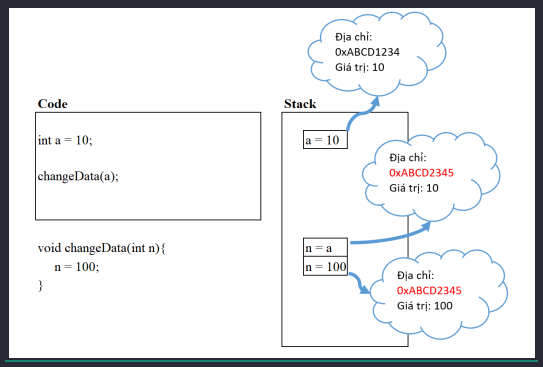 Địa chỉ:
0xABCD1234
Giá trị: 10
Code
Stack
int a = 10;
changeData(a);
a = 10
Địa chỉ:
0xABCD2345
Giá trị: 10
void changeData(int n){
n = 100;
}
n = a
n = 100
Địa chỉ:
0xABCD2345
Giá trị: 100